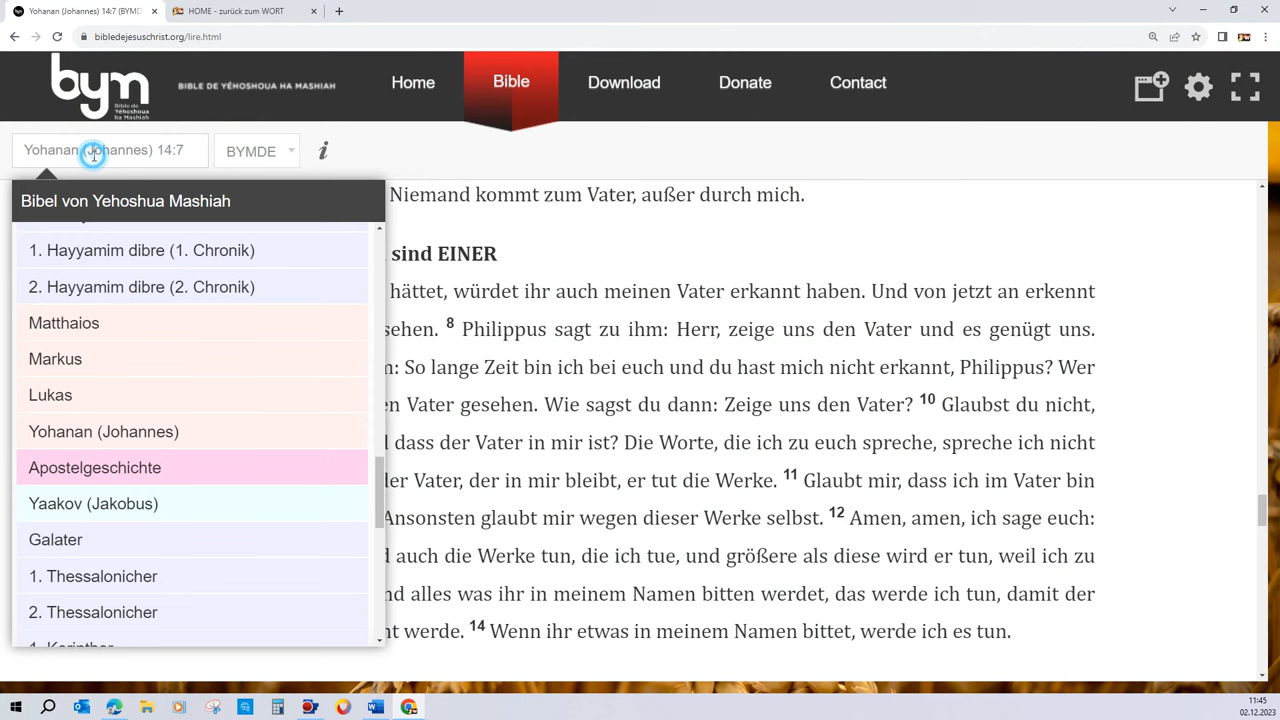 Yohanan (Johannes) 14:7 (BYMDE)
HOME - zurück zum WORT
bibledejesuschrist.org/lire.html
bym
Bible de Yéhoshoua ha Mashiah
BIBLE DE YÉHOSHOUA HA MASHIAH
Home
Bible
Download
Donate
Contact
Yohanan (Johannes) 14:7
BYMDE
Bibel von Yehoshua Mashiah
1. Hayyamim dibre (1. Chronik)
2. Hayyamim dibre (2. Chronik)
Matthaios
Markus
Lukas
Yohanan (Johannes)
Apostelgeschichte
Yaakov (Jakobus)
Galater
1. Thessalonicher
2. Thessalonicher
Niemand kommt zum Vater, außer durch mich.
sind EINER
hättet, würdet ihr auch meinen Vater erkannt haben. Und von jetzt an erkennt
sehen. 8 Philippus sagt zu ihm: Herr, zeige uns den Vater und es genügt uns.
: So lange Zeit bin ich bei euch und du hast mich nicht erkannt, Philippus? Wer
en Vater gesehen. Wie sagst du dann: Zeige uns den Vater? 10 Glaubst du nicht,
d dass der Vater in mir ist? Die Worte, die ich zu euch spreche, spreche ich nicht
der Vater, der in mir bleibt, er tut die Werke. 11 Glaubt mir, dass ich im Vater bin
Ansonsten glaubt mir wegen dieser Werke selbst. 12 Amen, amen, ich sage euch:
d auch die Werke tun, die ich tue, und größere als diese wird er tun, weil ich zu
nd alles was ihr in meinem Namen bitten werdet, das werde ich tun, damit der
nt werde. 14 Wenn ihr etwas in meinem Namen bittet, werde ich es tun.
11:45
02.12.2023